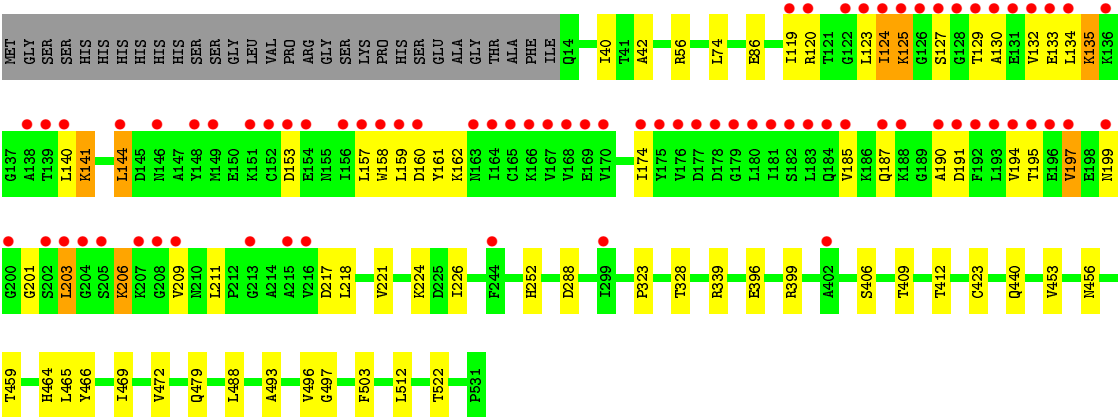 MET GLY SER SER HIS HIS HIS HIS HIS HIS SER SER GLY LEU VAL PRO ARG GLY SER LYS PRO HIS SER GLU ALA GLY THR ALA PHE ILE Q14 I40 T41 A42 R56 L74 E86 I119 R120 T121 G122 L123 I124 K125 G126 S127 G128 T129 A130 E131 V132 E133 L134 K135 K136
G137 A138 T139 L140 K141 L144 D145 N146 A147 Y148 M149 E150 K151 C152 D153 E154 N155 I156 L157 W158 L159 D160 Y161 K162 N163 I164 C165 K166 V167 V168 E169 V170 I174 Y175 V176 D177 D178 G179 L180 I181 S182 L183 Q184 V185 K186 Q187 K188 G189 A190 D191 F192 L193 V194 T195 E196 V197 E198 N199
G200 G201 S202 L203 G204 S205 K206 K207 G208 V209 N210 L211 P212 G213 A214 A215 V216 D217 L218 V221 K224 D225 I226 F244 H252 D288 I299 P323 T328 R339 E396 R399 A402 S406 T409 T412 C423 Q440 V453 N456
T459 H464 L465 Y466 I469 V472 Q479 L488 A493 V496 G497 F503 L512 T522 P531